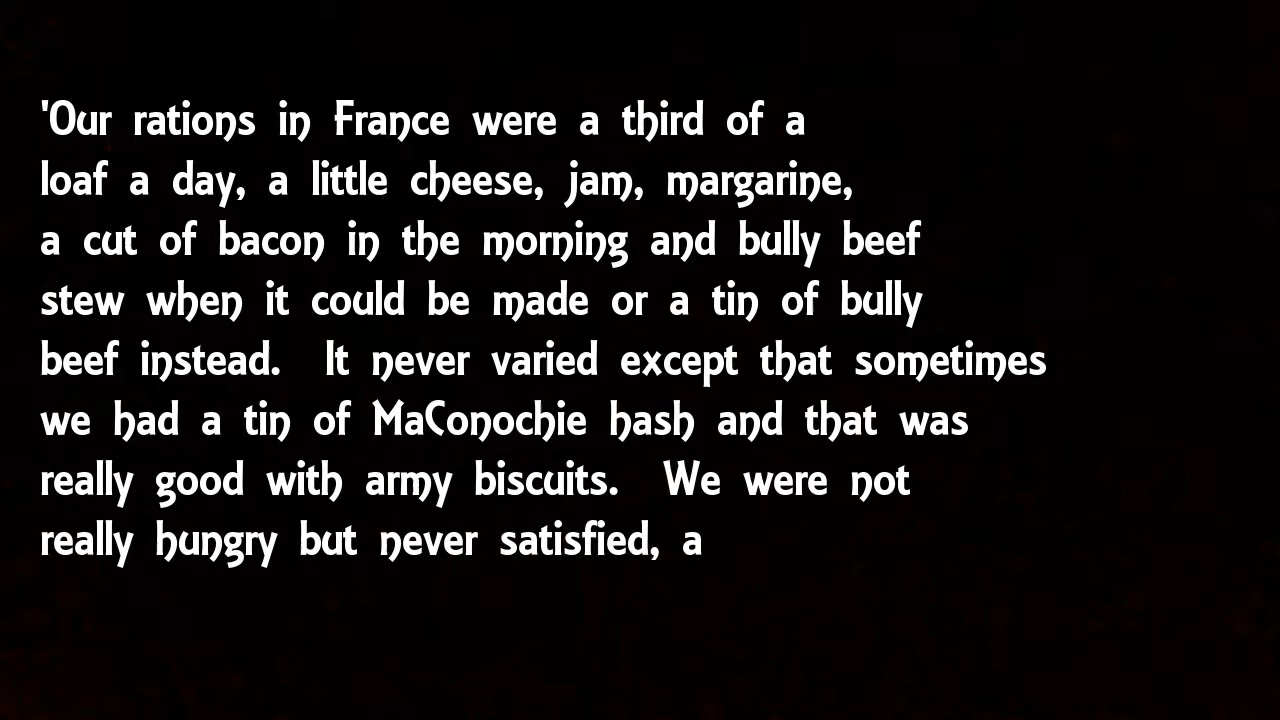 'Our rations in France were a third of a
loaf a day, a little cheese, jam, margarine,
a cut of bacon in the morning and bully beef
stew when it could be made or a tin of bully
beef instead.  It never varied except that sometimes
we had a tin of MaConochie hash and that was
really good with army biscuits.  We were not
really hungry but never satisfied, a